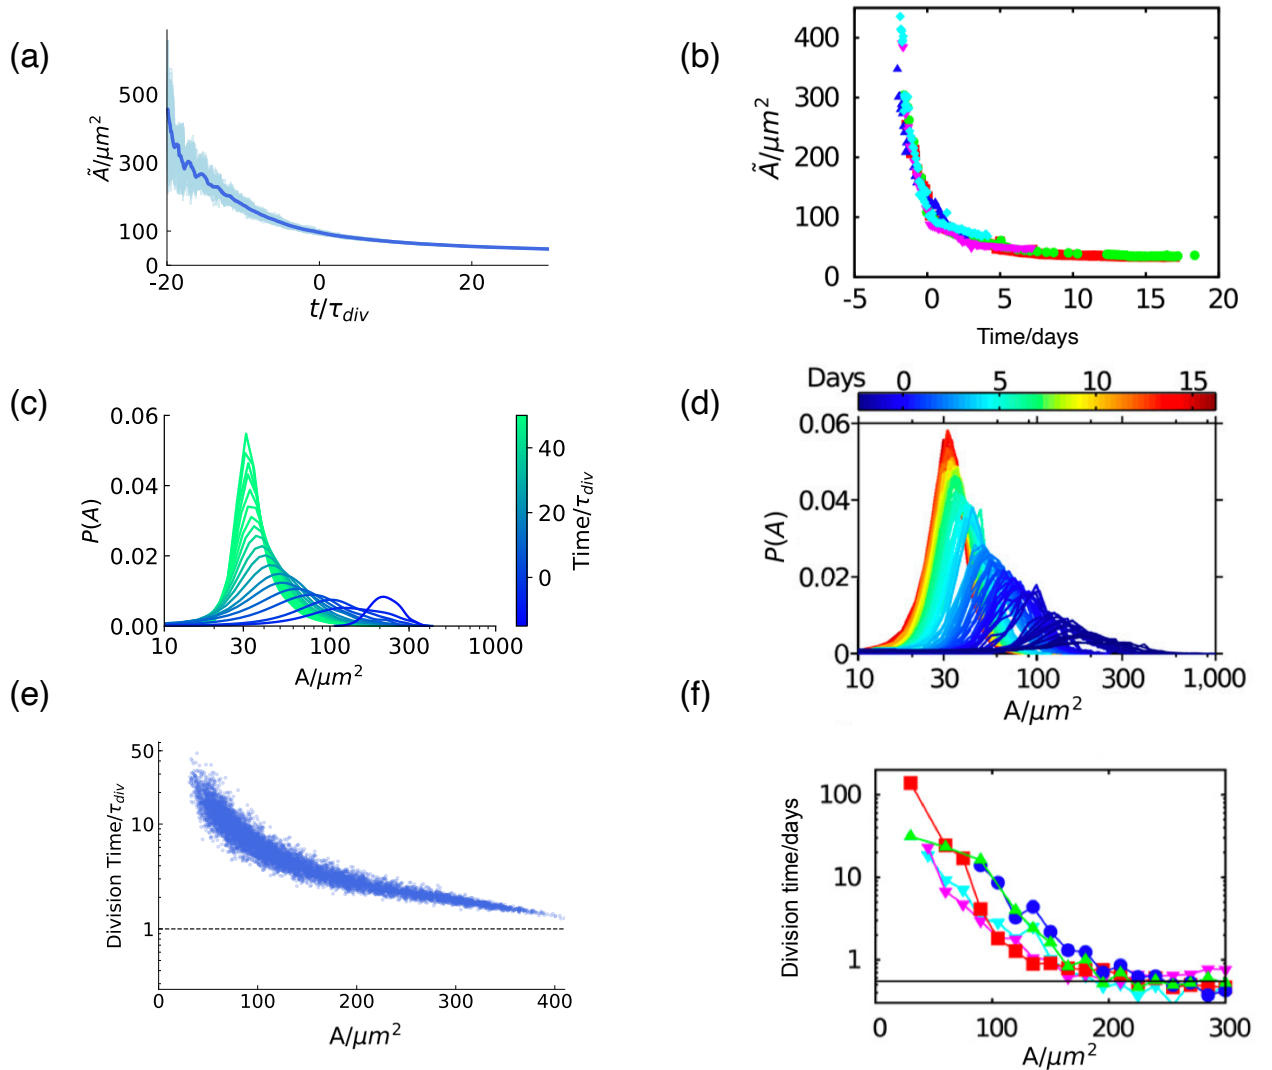 (a)
Ã/μm²
500
300
100
0
-20
0
20
t/τdiv
(b)
Ã/μm²
400
300
200
100
0
-5
0
5
10
15
20
Time/days
(c)
P(A)
0.06
0.04
0.02
0.00
10
30
100
300
1000
A/μm²
40
20
0
Time/τdiv
(d)
Days
0
5
10
15
P(A)
0.06
0.04
0.02
0
10
30
100
300
1,000
A/μm²
(e)
Division Time/τdiv
50
10
1
0
100
200
300
400
A/μm²
(f)
Division time/days
100
10
1
0
100
200
300
A/μm²